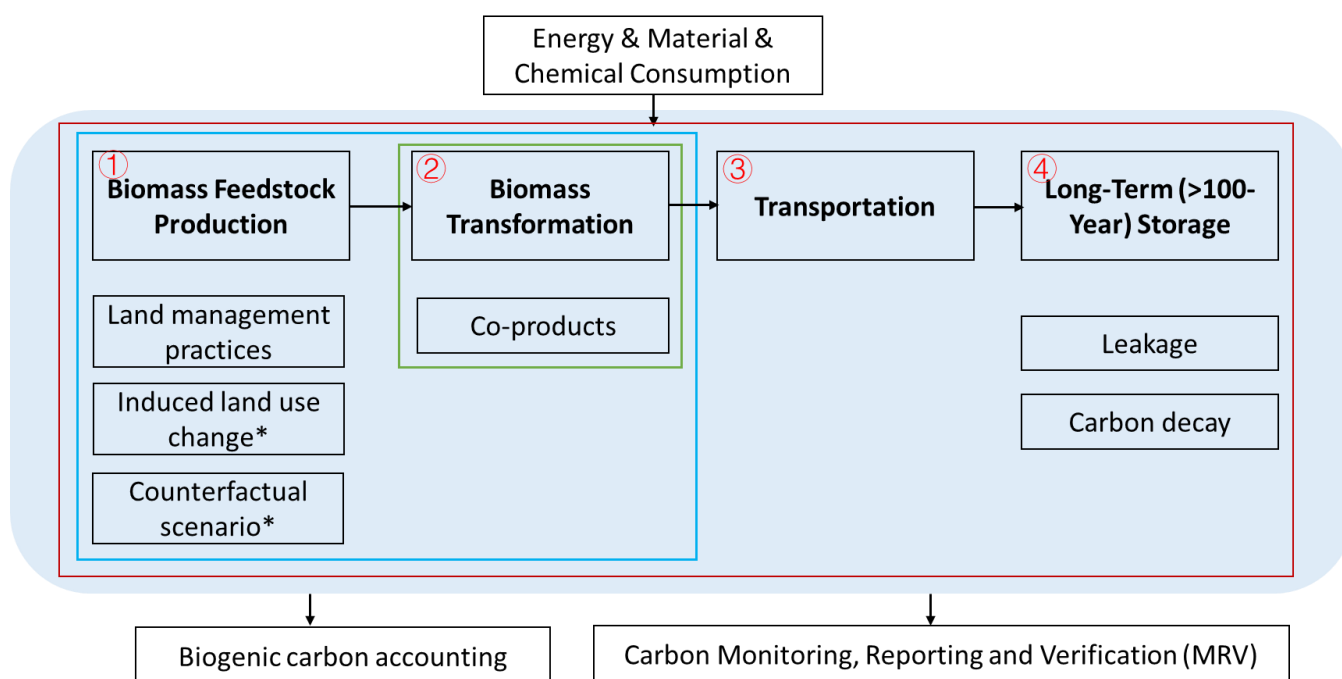 Energy & Material &
Chemical Consumption
①
Biomass Feedstock
Production
②
Biomass
Transformation
③
Transportation
④
Long-Term (>100-
Year) Storage
Land management
practices
Induced land use
change*
Counterfactual
scenario*
Co-products
Leakage
Carbon decay
Biogenic carbon accounting
Carbon Monitoring, Reporting and Verification (MRV)